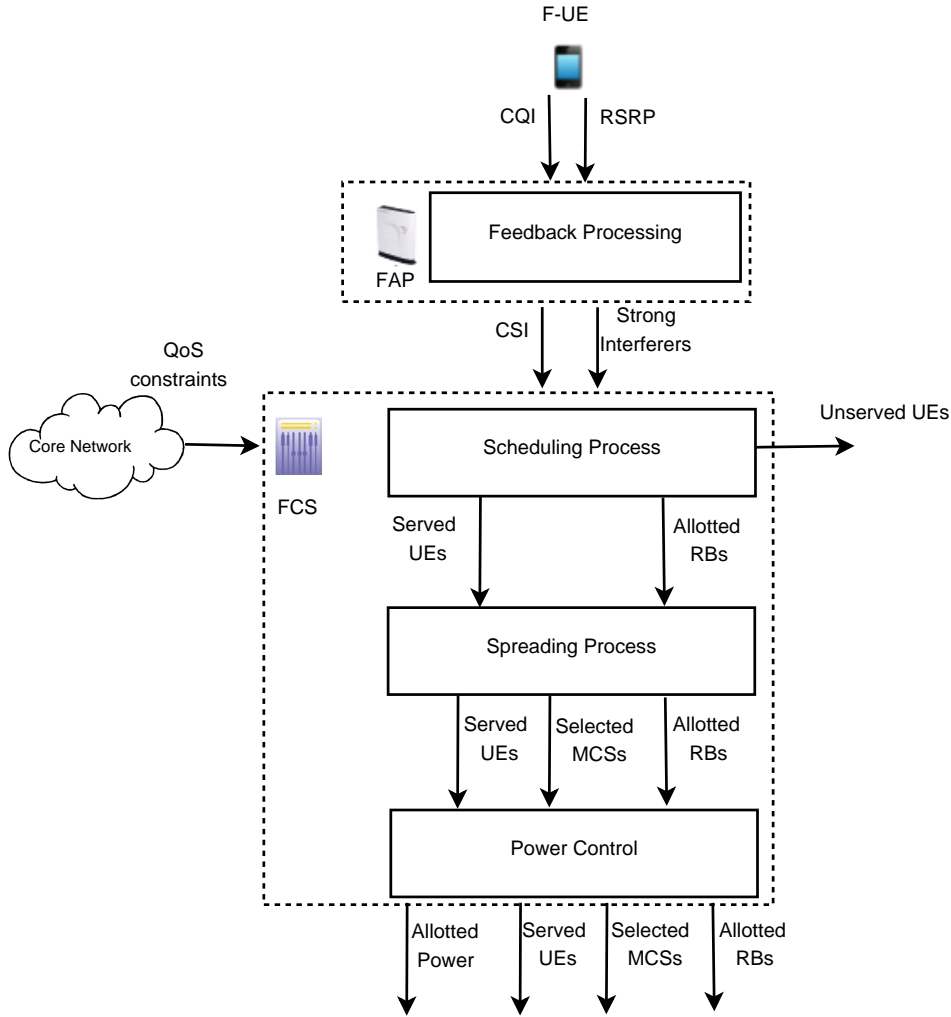 F-UE
CQI
RSRP
Feedback Processing
FAP
CSI
Strong
Interferers
QoS
constraints
Core Network
FCS
Scheduling Process
Unserved UEs
Served
UEs
Allotted
RBs
Spreading Process
Served
UEs
Selected
MCSs
Allotted
RBs
Power Control
Allotted
Power
Served
UEs
Selected
MCSs
Allotted
RBs